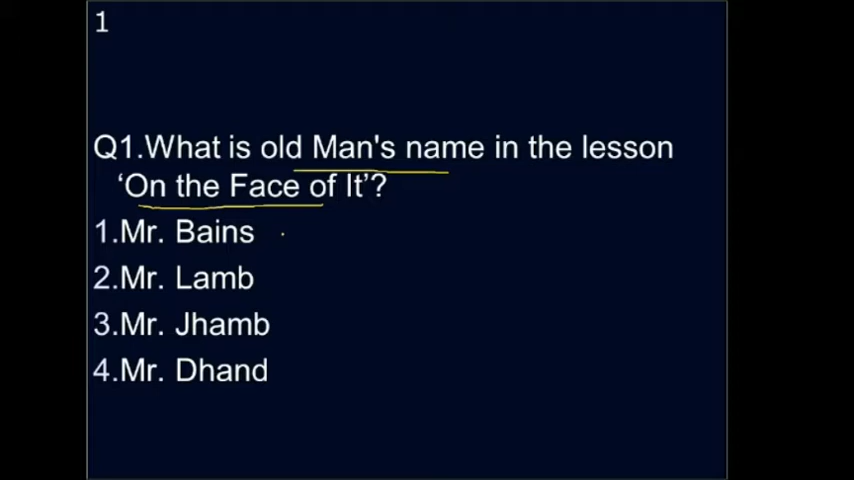 1
Q1.What is old Man's name in the lesson
‘On the Face of It’?
1.Mr. Bains
2.Mr. Lamb
3.Mr. Jhamb
4.Mr. Dhand